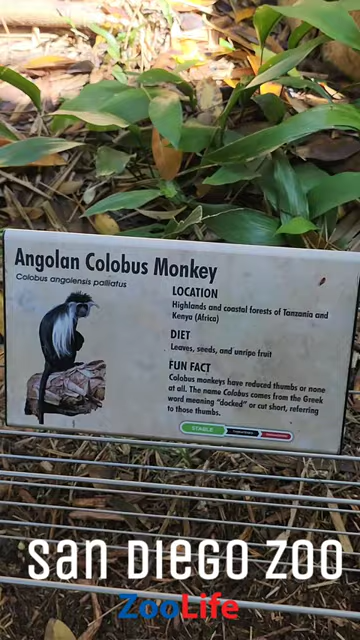 Angolan Colobus Monkey
Colobus angolensis palliatus
LOCATION
Highlands and coastal forests of Tanzania and
Kenya (Africa)
DIET
Leaves, seeds, and unripe fruit
FUN FACT
Colobus monkeys have reduced thumbs or none
at all. The name Colobus comes from the Greek
word meaning "docked" or cut short, referring
to those thumbs.
STABLE
san DIEGO ZOO
ZooLife